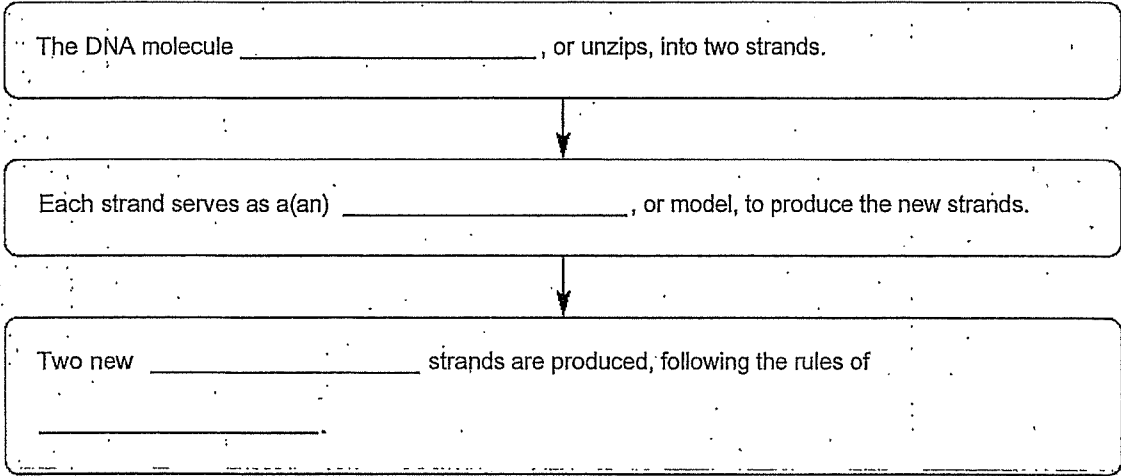 The DNA molecule ____________________, or unzips, into two strands.
Each strand serves as a(an) ____________________, or model, to produce the new strands.
Two new ____________________ strands are produced, following the rules of
____________________.